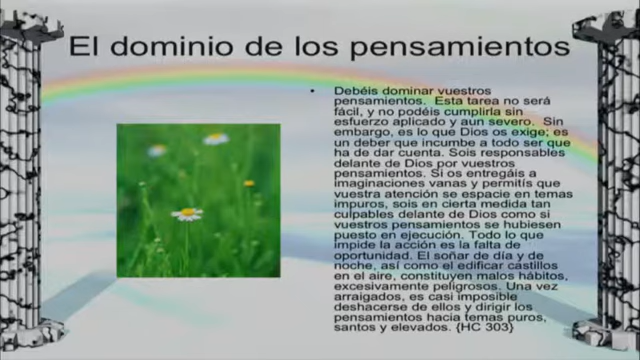 El dominio de los pensamientos
• Debéis dominar vuestros
pensamientos. Esta tarea no será
fácil, y no podéis cumplirla sin
esfuerzo aplicado y aun severo. Sin
embargo, es lo que Dios os exige; es
un deber que incumbe a todo ser que
ha de dar cuenta. Sois responsables
delante de Dios por vuestros
pensamientos. Si os entregáis a
imaginaciones vanas y permitís que
vuestra atención se espacie en temas
impuros, sois en cierta medida tan
culpables delante de Dios como si
vuestros pensamientos se hubiesen
puesto en ejecución. Todo lo que
impide la acción es la falta de
oportunidad. El soñar de día y de
noche, así como el edificar castillos
en el aire, constituyen malos hábitos,
excesivamente peligrosos. Una vez
arraigados, es casi imposible
deshacerse de ellos y dirigir los
pensamientos hacia temas puros,
santos y elevados. {HC 303}